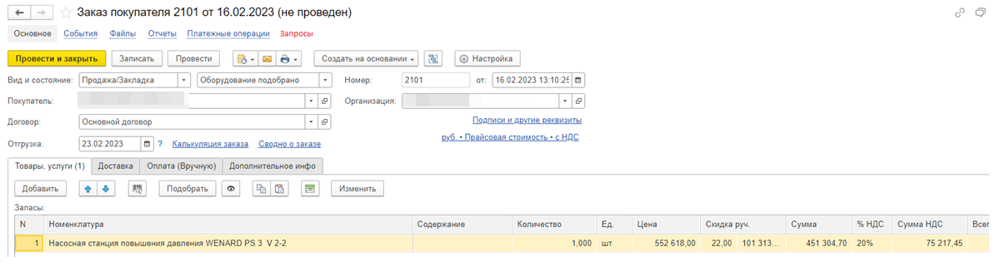 Заказ покупателя 2101 от 16.02.2023 (не проведен)
Основное События Файлы Отчеты Платежные операции Запросы
Провести и закрыть Записать Провести Создать на основании Настройка
Вид и состояние: Продажа/Закладка Оборудование подобрано Номер: 2101 от: 16.02.2023 13:10:25
Покупатель: Организация:
Договор: Основной договор Подписи и другие реквизиты
руб. • Прайсовая стоимость • с НДС
Отгрузка: 23.02.2023 ? Калькуляция заказа Сводно о заказе
Товары, услуги (1) Доставка Оплата (Вручную) Дополнительное инфо
Добавить Подобрать Изменить
Запасы:
N Номенклатура Содержание Количество Ед. Цена Скидка руч. Сумма % НДС Сумма НДС Всег
1 Насосная станция повышения давления WENARD PS 3 V 2-2 1,000 шт 552 618,00 22,00 101 313... 451 304,70 20% 75 217,45